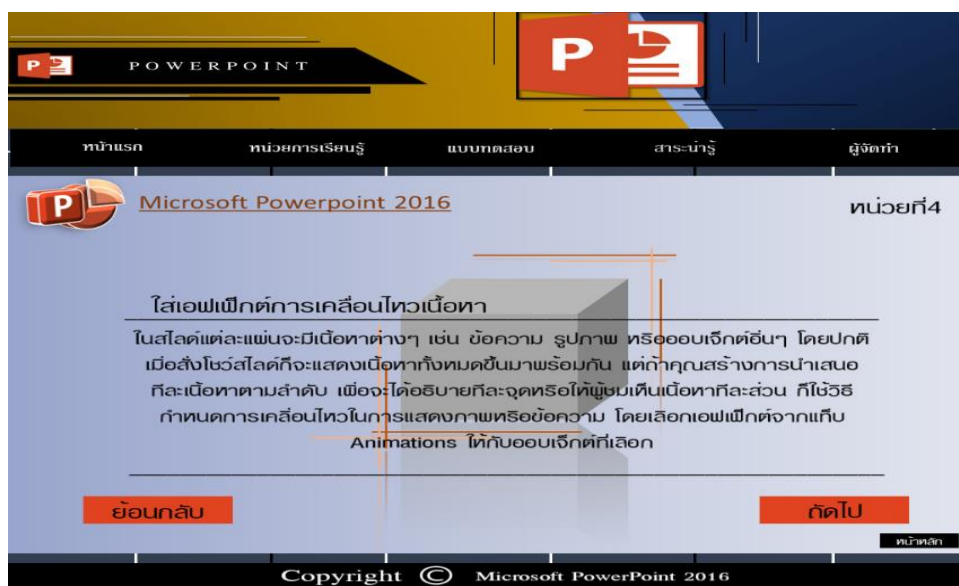 P
POWERPOINT
P
หน้าแรก หน่วยการเรียนรู้ แบบทดสอบ สาระน่ารู้ ผู้จัดทำ
P
Microsoft Powerpoint 2016
หน่วยที่4
ใส่เอฟเฟ็กต์การเคลื่อนไหวเนื้อหา
ในสไลด์แต่ละแผ่นจะมีเนื้อหาต่างๆ เช่น ข้อความ รูปภาพ หรือออบเจ็กต์อื่นๆ โดยปกติ
เมื่อสั่งโชว์สไลด์ก็จะแสดงเนื้อหาทั้งหมดขึ้นมาพร้อมกัน แต่ถ้าคุณสร้างการนำเสนอ
ทีละเนื้อหาตามลำดับ เพื่อจะได้อธิบายทีละจุดหรือให้ผู้ชมเห็นเนื้อหาทีละส่วน ก็ใช้วิธี
กำหนดการเคลื่อนไหวในการแสดงภาพหรือข้อความ โดยเลือกเอฟเฟ็กต์จากแท็บ
Animations ให้กับออบเจ็กต์ที่เลือก
ย้อนกลับ
ถัดไป
หน้าหลัก
Copyright © Microsoft PowerPoint 2016